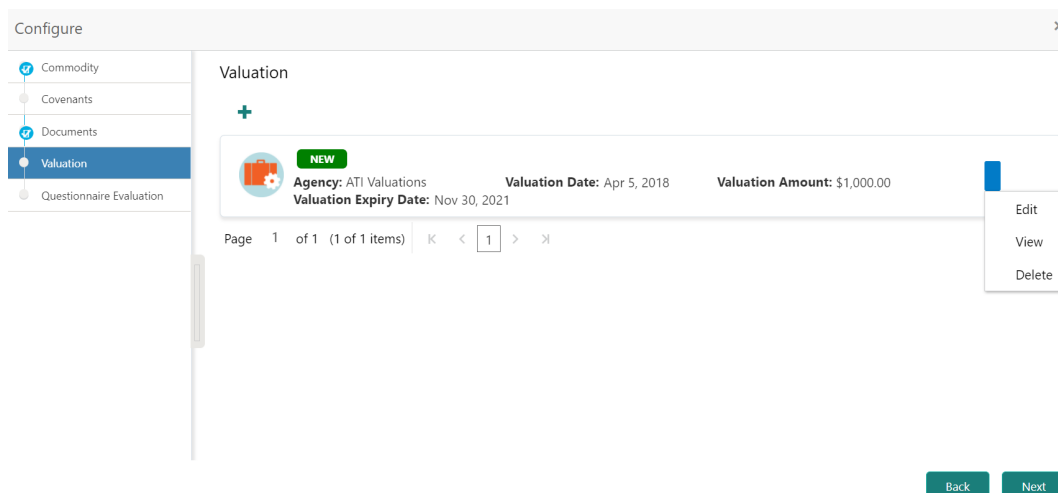 Configure
Commodity
Covenants
Documents
Valuation
Questionnaire Evaluation
Valuation
NEW
Agency: ATI Valuations Valuation Date: Apr 5, 2018 Valuation Amount: $1,000.00
Valuation Expiry Date: Nov 30, 2021
Edit
View
Delete
Page 1 of 1 (1 of 1 items) 1
Back Next